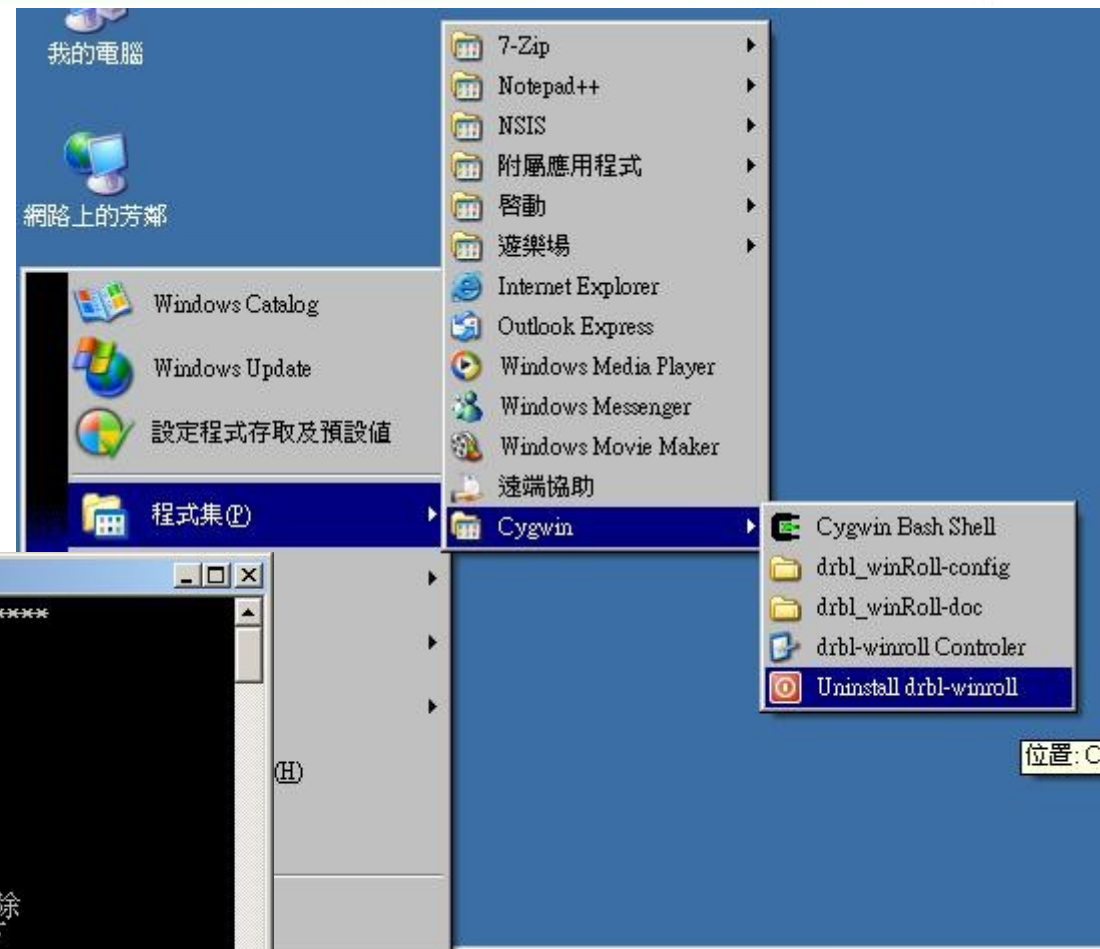 我的電腦
網路上的芳鄰
7-Zip
Notepad++
NSIS
附屬應用程式
啓動
遊樂場
Internet Explorer
Outlook Express
Windows Media Player
Windows Messenger
Windows Movie Maker
遠端協助
Cygwin
Windows Catalog
Windows Update
設定程式存取及預設值
程式集(P)
Cygwin Bash Shell
drbl_winRoll-config
drbl_winRoll-doc
drbl-winroll Controler
Uninstall drbl-winroll
位置: C
****
(H)
除